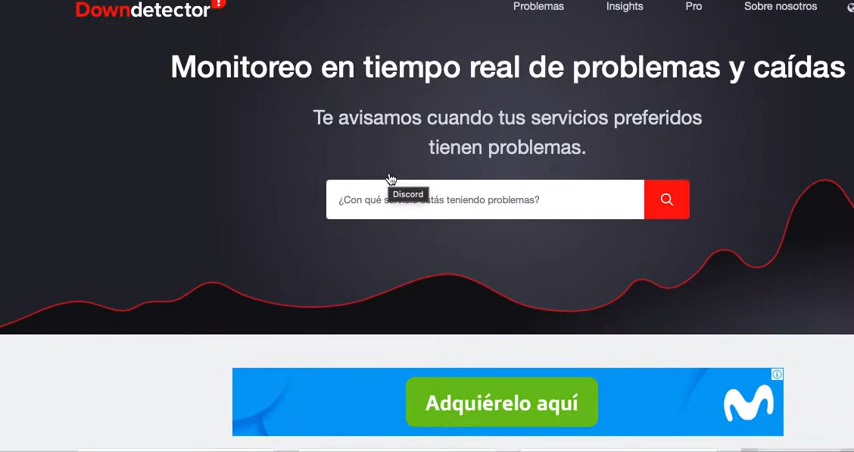 Downdetector
Problemas Insights Pro Sobre nosotros
Monitoreo en tiempo real de problemas y caídas
Te avisamos cuando tus servicios preferidos
tienen problemas.
Discord
¿Con qué estás teniendo problemas?
Adquiérelo aquí